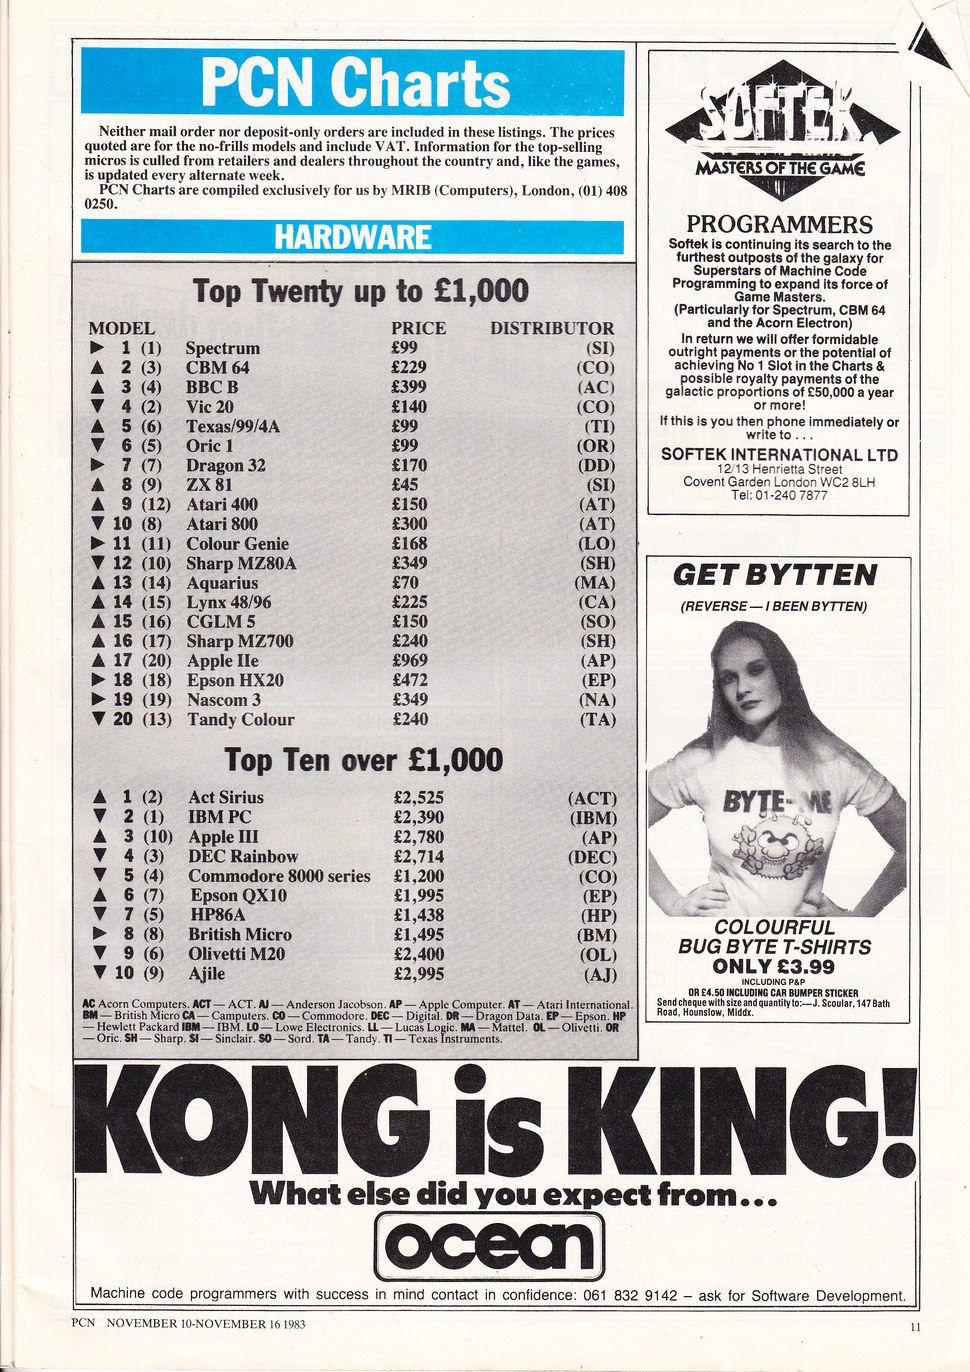 PCN Charts
Neither mail order nor deposit-only orders are included in these listings. The prices
quoted are for the no-frills models and include VAT. Information for the top-selling
micros is culled from retailers and dealers throughout the country and, like the games,
is updated every alternate week.
PCN Charts are compiled exclusively for us by MRIB (Computers), London, (01) 408
0250.
HARDWARE
Top Twenty up to £1,000
MODEL PRICE DISTRIBUTOR
▶ 1 (1) Spectrum £99 (SI)
▲ 2 (3) CBM 64 £229 (CO)
▲ 3 (4) BBC B £399 (AC)
▼ 4 (2) Vic 20 £140 (CO)
▲ 5 (6) Texas/99/4A £99 (TI)
▼ 6 (5) Oric 1 £99 (OR)
▶ 7 (7) Dragon 32 £170 (DD)
▲ 8 (9) ZX 81 £45 (SI)
▲ 9 (12) Atari 400 £150 (AT)
▼ 10 (8) Atari 800 £300 (AT)
▶ 11 (11) Colour Genie £168 (LO)
▼ 12 (10) Sharp MZ80A £349 (SH)
▲ 13 (14) Aquarius £70 (MA)
▲ 14 (15) Lynx 48/96 £225 (CA)
▲ 15 (16) CGLM 5 £150 (SO)
▲ 16 (17) Sharp MZ700 £240 (SH)
▲ 17 (20) Apple IIe £969 (AP)
▶ 18 (18) Epson HX20 £472 (EP)
▶ 19 (19) Nascom 3 £349 (NA)
▼ 20 (13) Tandy Colour £240 (TA)
Top Ten over £1,000
▲ 1 (2) Act Sirius £2,525 (ACT)
▼ 2 (1) IBM PC £2,390 (IBM)
▲ 3 (10) Apple III £2,780 (AP)
▼ 4 (3) DEC Rainbow £2,714 (DEC)
▼ 5 (4) Commodore 8000 series £1,200 (CO)
▲ 6 (7) Epson QX10 £1,995 (EP)
▼ 7 (5) HP86A £1,438 (HP)
▶ 8 (8) British Micro £1,495 (BM)
▼ 9 (6) Olivetti M20 £2,400 (OL)
▼ 10 (9) Ajile £2,995 (AJ)
AC Acorn Computers. ACT — ACT. AJ — Anderson Jacobson. AP — Apple Computer. AT — Atari International.
BM — British Micro CA — Camputers. CO — Commodore. DEC — Digital. DR — Dragon Data. EP — Epson. HP
— Hewlett Packard IBM — IBM. LO — Lowe Electronics. LL — Lucas Logic. MA — Mattel. OL — Olivetti. OR
— Oric. SH — Sharp. SI — Sinclair. SO — Sord. TA — Tandy. TI — Texas Instruments.
SOFTEK
MASTERS OF THE GAME
PROGRAMMERS
Softek is continuing its search to the
furthest outposts of the galaxy for
Superstars of Machine Code
Programming to expand its force of
Game Masters.
(Particularly for Spectrum, CBM 64
and the Acorn Electron)
In return we will offer formidable
outright payments or the potential of
achieving No 1 Slot in the Charts &
possible royalty payments of the
galactic proportions of £50,000 a year
or more!
If this is you then phone immediately or
write to . . .
SOFTEK INTERNATIONAL LTD
12/13 Henrietta Street
Covent Garden London WC2 8LH
Tel: 01-240 7877
GET BYTTEN
(REVERSE — I BEEN BYTTEN)
BYTE-ME
COLOURFUL
BUG BYTE T-SHIRTS
ONLY £3.99
INCLUDING P&P
OR £4.50 INCLUDING CAR BUMPER STICKER
Send cheque with size and quantity to:— J. Scoular, 147 Bath
Road, Hounslow, Middx.
KONG is KING!
What else did you expect from...
ocean
Machine code programmers with success in mind contact in confidence: 061 832 9142 – ask for Software Development.
PCN NOVEMBER 10-NOVEMBER 16 1983
11